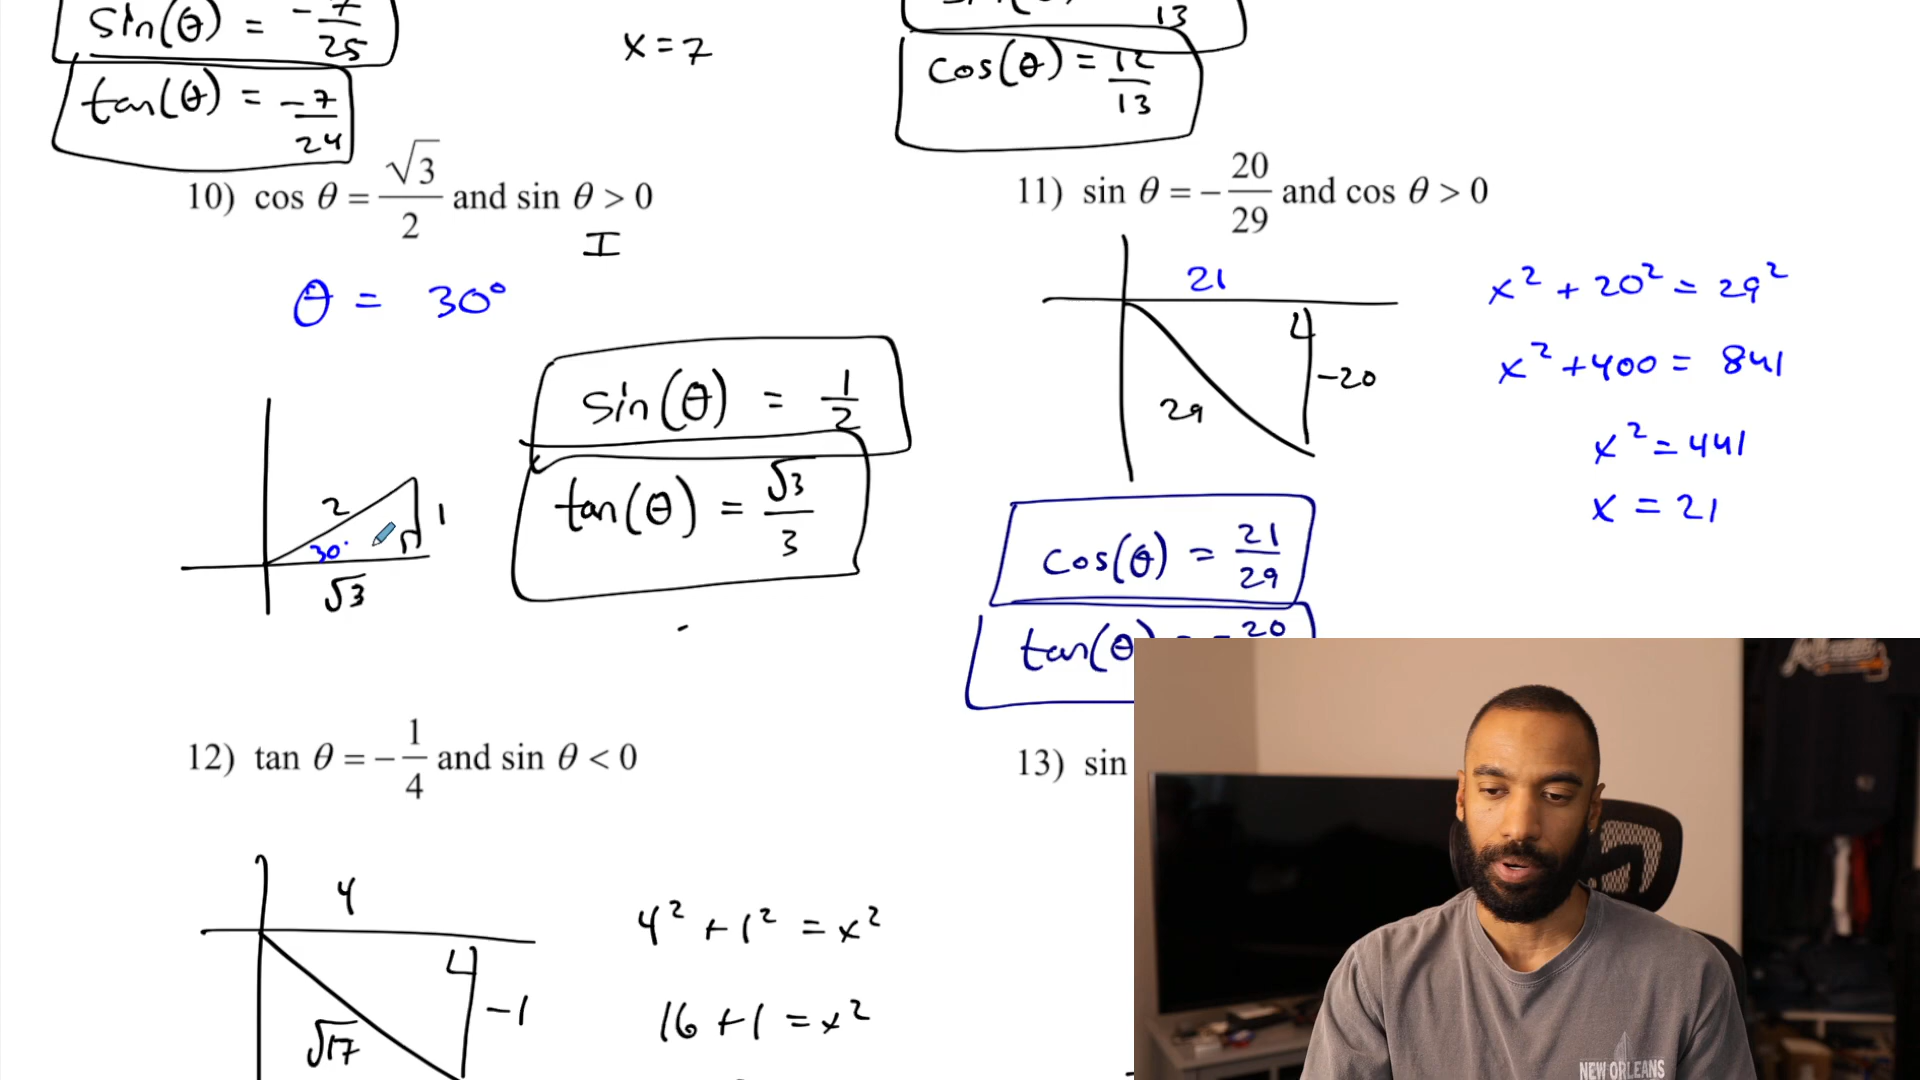 sin(θ) = -7/25
tan(θ) = -7/24
x = 7
13
cos(θ) = 12/13
10) cos θ = √3/2 and sin θ > 0
I
θ = 30°
2
1
30°
√3
sin(θ) = 1/2
tan(θ) = √3/3
11) sin θ = -20/29 and cos θ > 0
21
-20
29
x² + 20² = 29²
x² + 400 = 841
x² = 441
x = 21
cos(θ) = 21/29
tan(θ) = -20
12) tan θ = -1/4 and sin θ < 0
4
-1
√17
4² + 1² = x²
16 + 1 = x²
13) sin
NEW ORLEANS